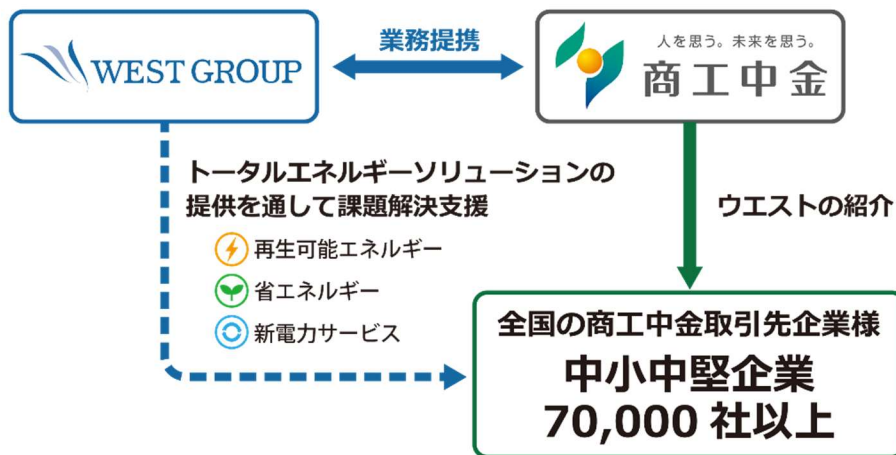 WEST GROUP
業務提携
人を思う。未来を思う。
商工中金
トータルエネルギーソリューションの
提供を通して課題解決支援
再生可能エネルギー
省エネルギー
新電力サービス
ウエストの紹介
全国の商工中金取引先企業様
中小中堅企業
70,000 社以上